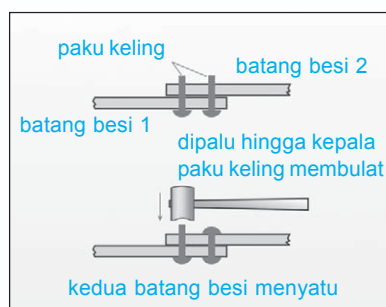 paku keling
batang besi 2
batang besi 1
dipalu hingga kepala
paku keling membulat
kedua batang besi menyatu